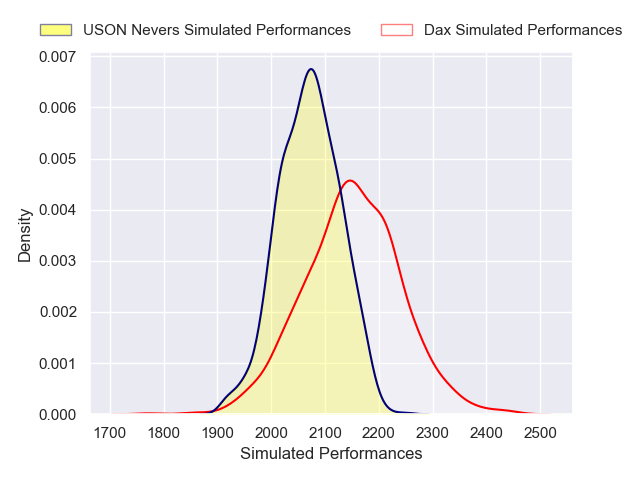 USON Nevers Simulated Performances
Dax Simulated Performances
0.007
0.006
0.005
0.004
0.003
0.002
0.001
0.000
Density
1700 1800 1900 2000 2100 2200 2300 2400 2500
Simulated Performances